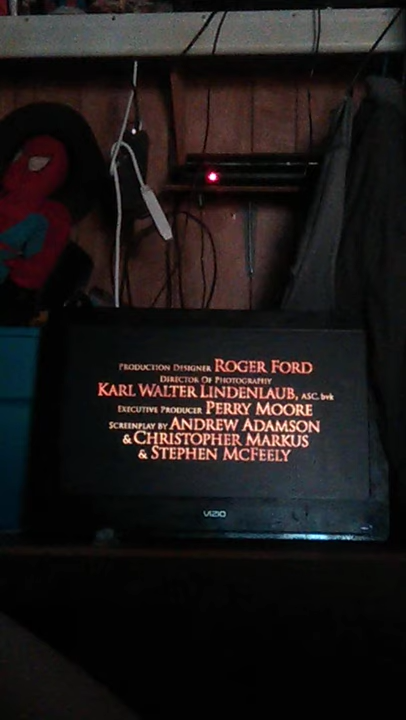 PRODUCTION DESIGNER ROGER FORD
DIRECTOR OF PHOTOGRAPHY
KARL WALTER LINDENLAUB, ASC, bvk
EXECUTIVE PRODUCER PERRY MOORE
SCREENPLAY BY ANDREW ADAMSON
& CHRISTOPHER MARKUS
& STEPHEN MCFEELY
VIZIO